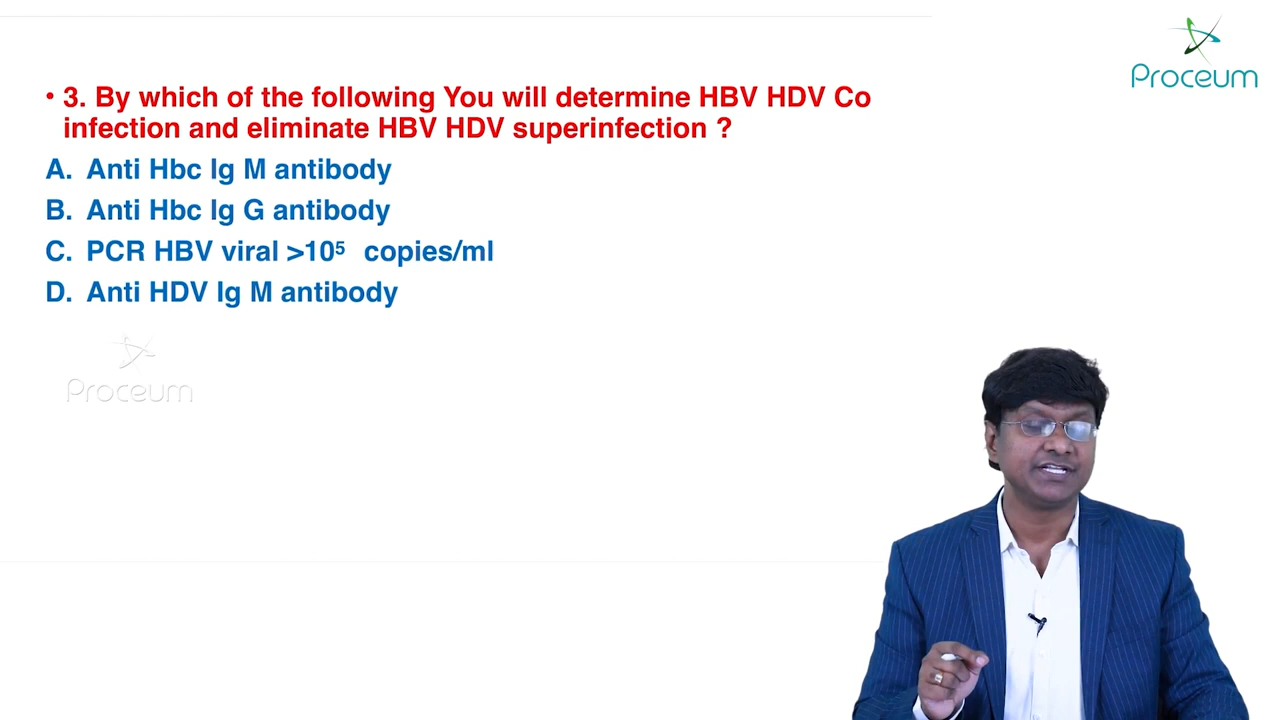 Proceum
• 3. By which of the following You will determine HBV HDV Co
infection and eliminate HBV HDV superinfection ?
A. Anti Hbc Ig M antibody
B. Anti Hbc Ig G antibody
C. PCR HBV viral >10⁵ copies/ml
D. Anti HDV Ig M antibody
Proceum